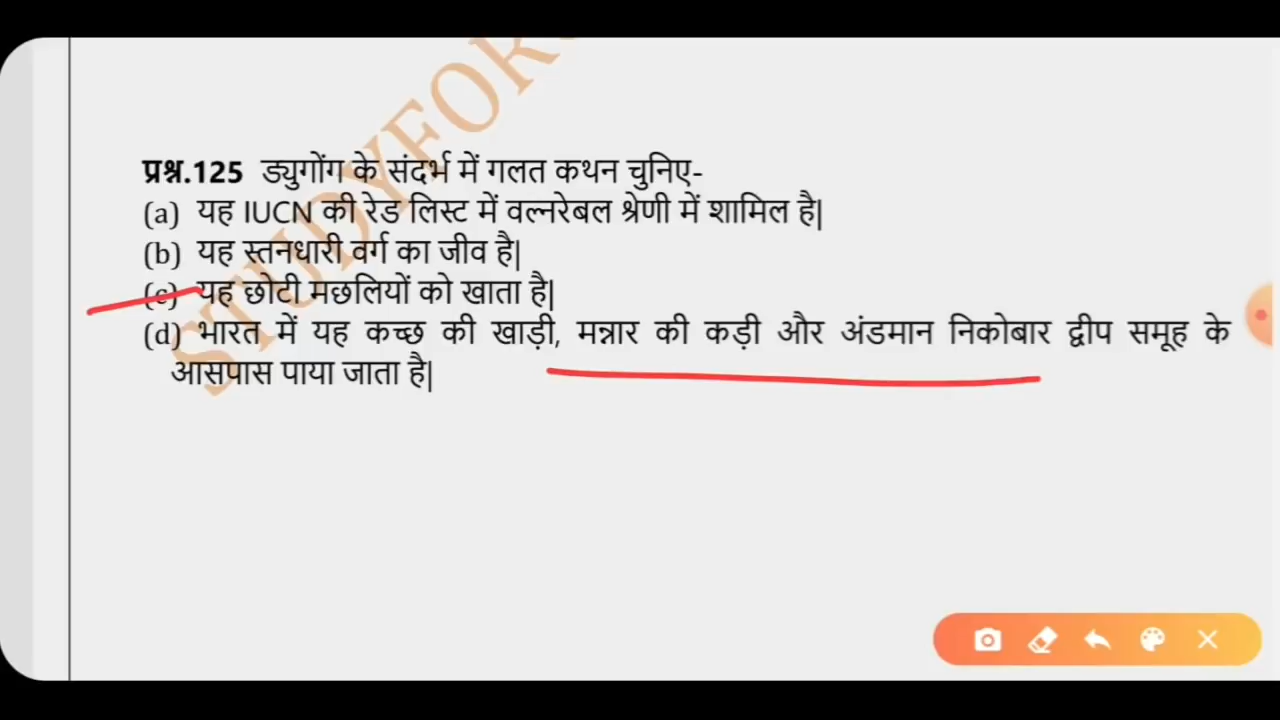 STUDYFOR
प्रश्न.125 ड्युगोंग के संदर्भ में गलत कथन चुनिए-
(a) यह IUCN की रेड लिस्ट में वल्नरेबल श्रेणी में शामिल है|
(b) यह स्तनधारी वर्ग का जीव है|
(c) यह छोटी मछलियों को खाता है|
(d) भारत में यह कच्छ की खाड़ी, मन्नार की कड़ी और अंडमान निकोबार द्वीप समूह के
आसपास पाया जाता है|